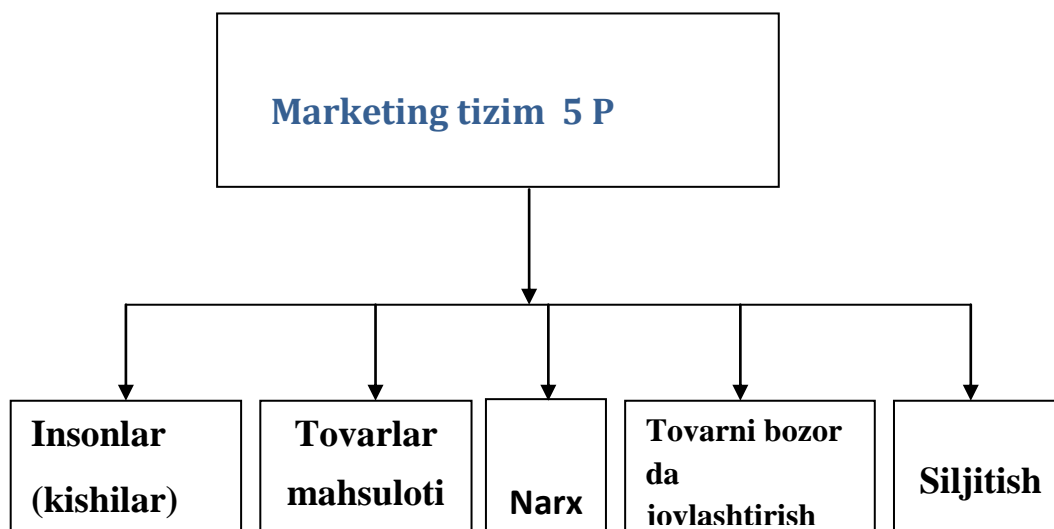 Marketing tizim 5 P
Insonlar
(kishilar)
Tovarlar
mahsuloti
Narx
Tovarni bozor
da
joylashtirish
Siljitish